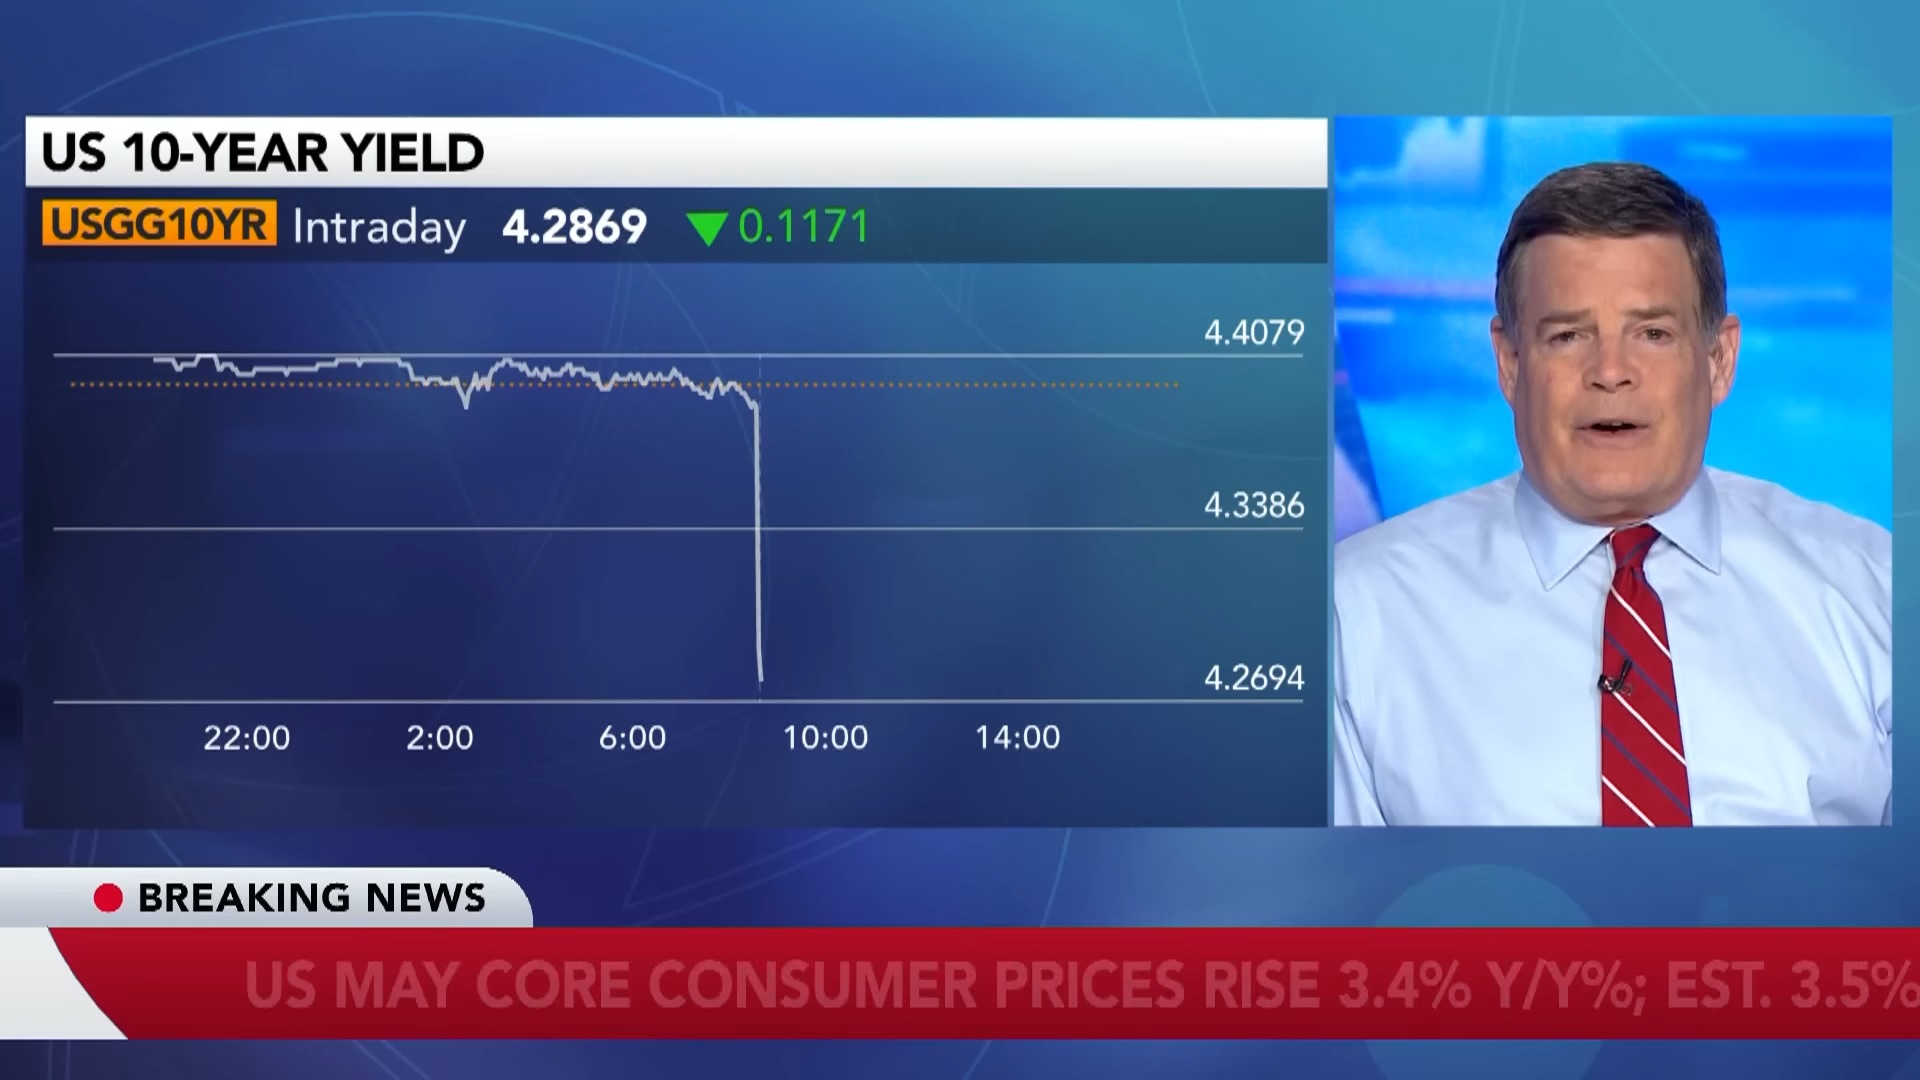 US 10-YEAR YIELD
USGG10YR Intraday 4.2869 ▼0.1171
4.4079
4.3386
4.2694
22:00 2:00 6:00 10:00 14:00
BREAKING NEWS
US MAY CORE CONSUMER PRICES RISE 3.4% Y/Y%; EST. 3.5%